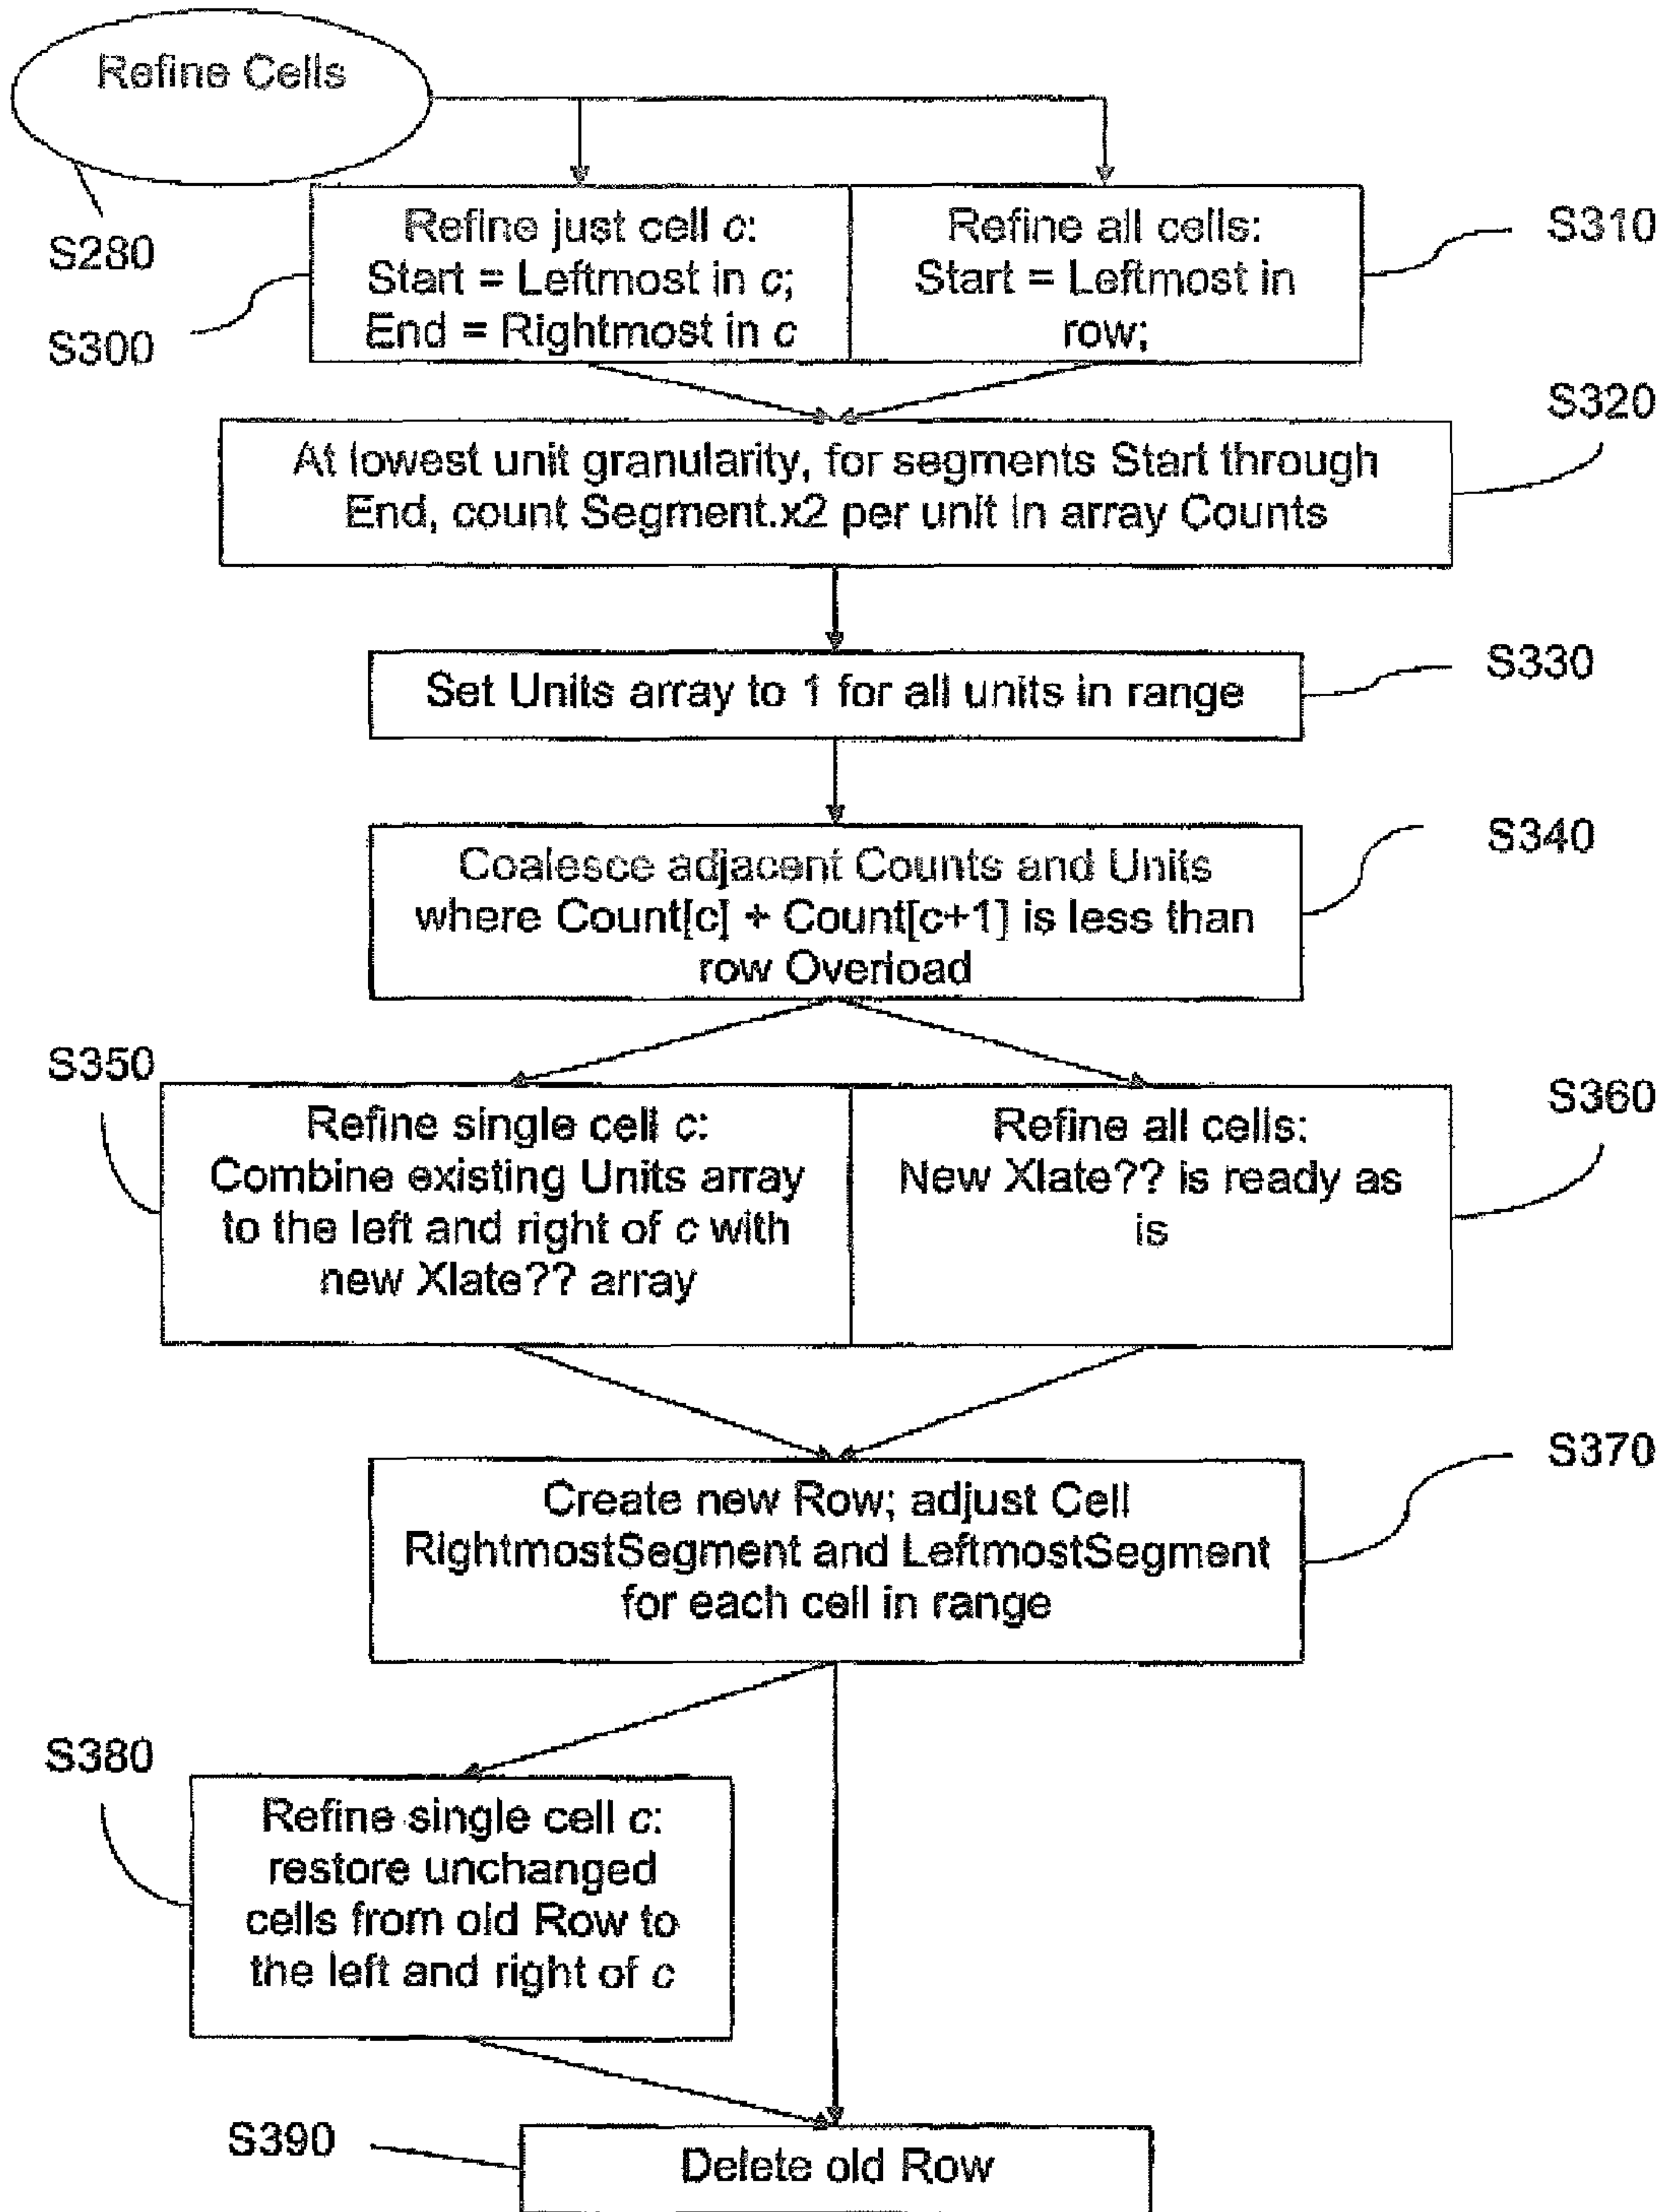 Refine Cells
S280
Refine just cell c:
Start = Leftmost in c;
End = Rightmost in c
S300
Refine all cells:
Start = Leftmost in
row;
S310
At lowest unit granularity, for segments Start through
End, count Segment.x2 per unit in array Counts
S320
Set Units array to 1 for all units in range
S330
Coalesce adjacent Counts and Units
where Count[c] + Count[c+1] is less than
row Overload
S340
S350
Refine single cell c:
Combine existing Units array
to the left and right of c with
new Xlate?? array
Refine all cells:
New Xlate?? is ready as
is
S360
Create new Row; adjust Cell
RightmostSegment and LeftmostSegment
for each cell in range
S370
S380
Refine single cell c:
restore unchanged
cells from old Row to
the left and right of c
S390
Delete old Row